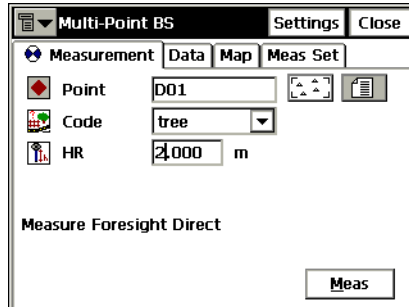 Multi-Point BS Settings Close
Measurement Data Map Meas Set
Point D01
Code tree
HR 2.000 m
Measure Foresight Direct
Meas